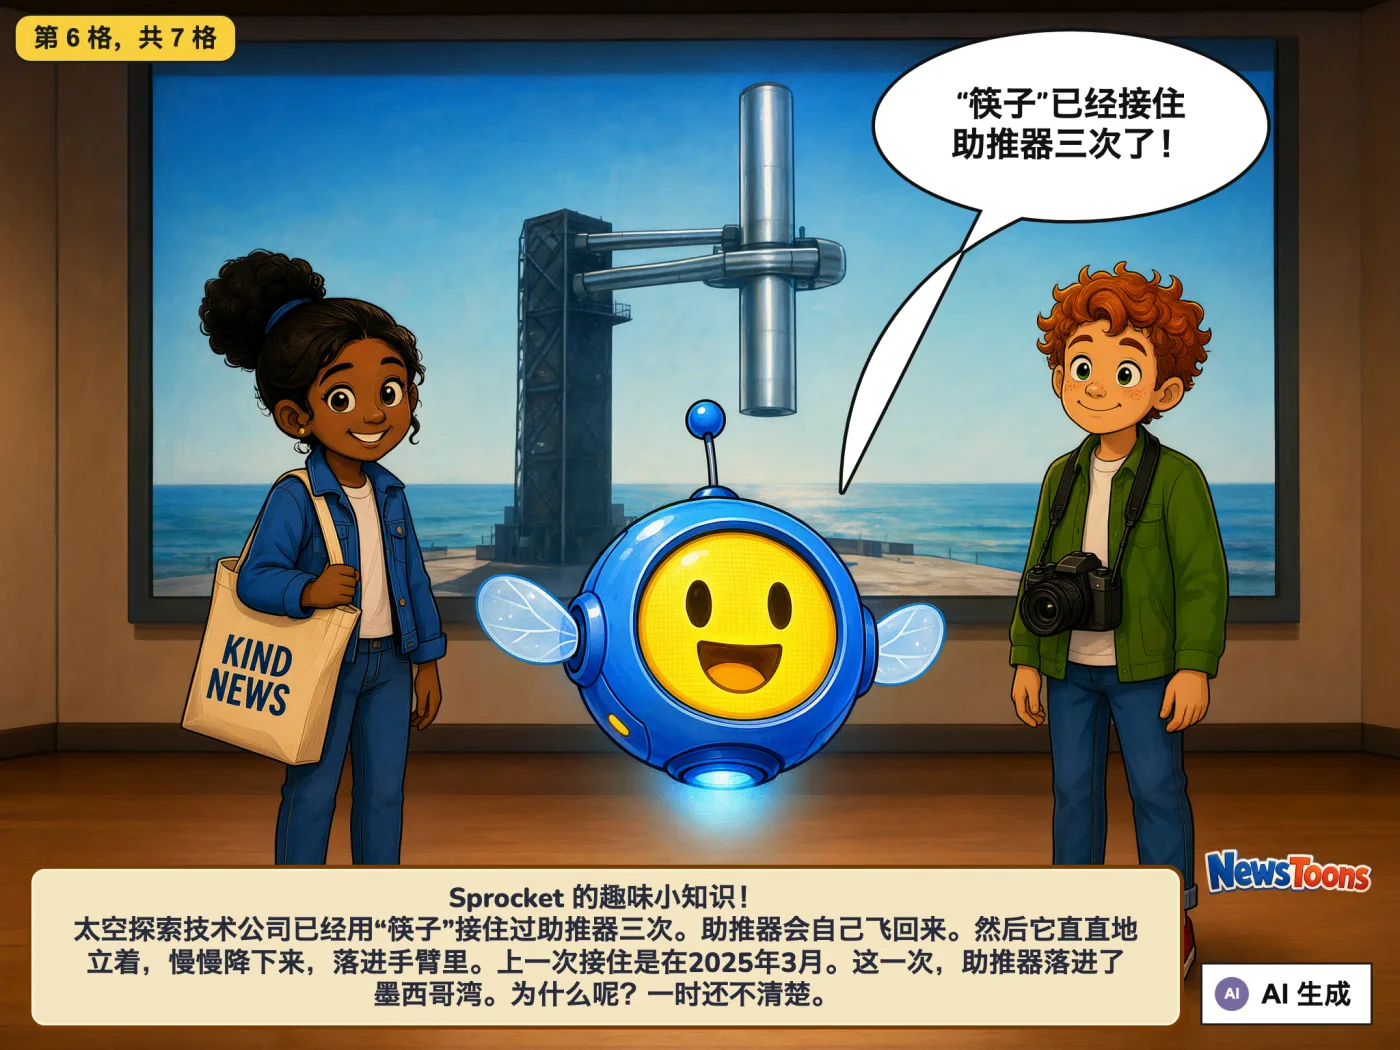 第 6 格，共 7 格
“筷子”已经接住
助推器三次了！
KIND
NEWS
Sprocket 的趣味小知识！
太空探索技术公司已经用“筷子”接住过助推器三次。助推器会自己飞回来。然后它直直地
立着，慢慢降下来，落进手臂里。上一次接住是在2025年3月。这一次，助推器落进了
墨西哥湾。为什么呢？一时还不清楚。
NewsToons
AI AI 生成